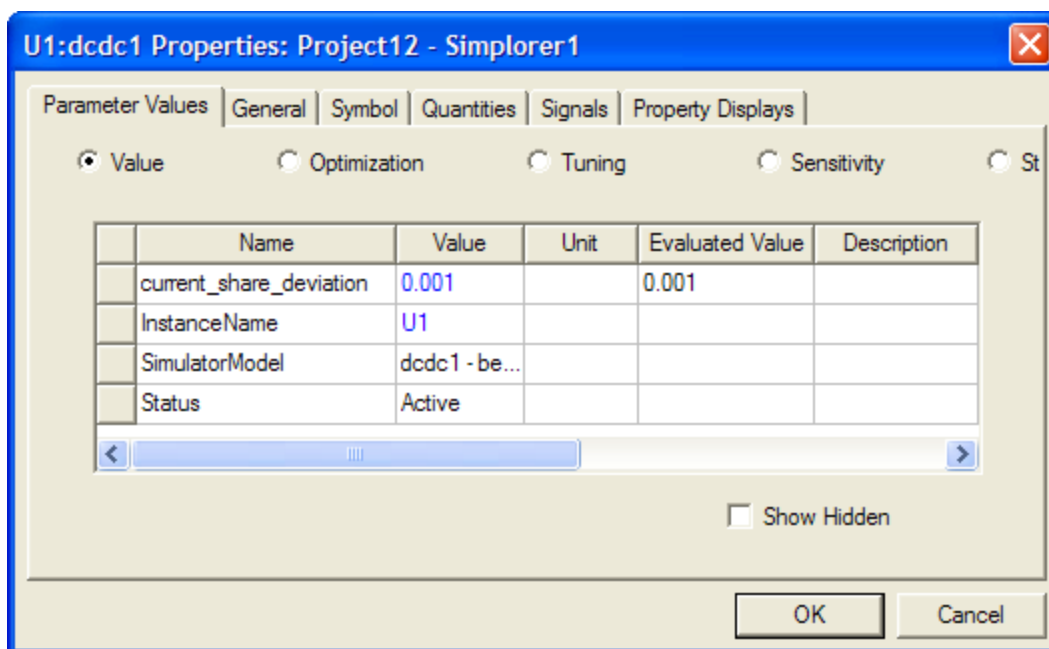 U1:dcdc1 Properties: Project12 - Simplorer1
Parameter Values General Symbol Quantities Signals Property Displays
Value Optimization Tuning Sensitivity St
Name Value Unit Evaluated Value Description
current_share_deviation 0.001 0.001
InstanceName U1
SimulatorModel dcdc1 - be...
Status Active
Show Hidden
OK Cancel